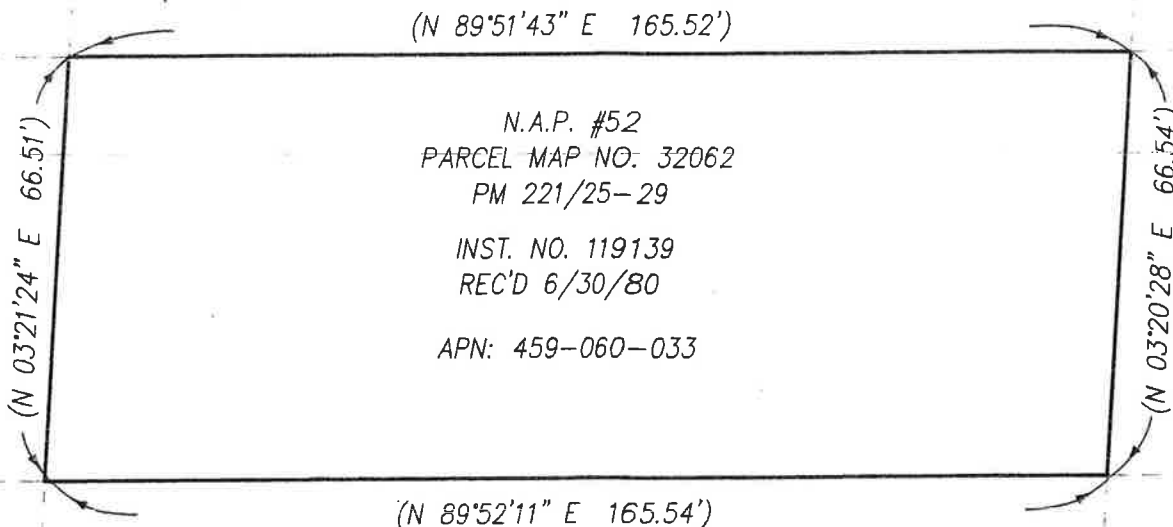 (N 89°51'43" E 165.52')
(N 03°21'24" E 66.51')
N.A.P. #52
PARCEL MAP NO. 32062
PM 221/25-29
INST. NO. 119139
REC'D 6/30/80
APN: 459-060-033
(N 03°20'28" E 66.54')
(N 89°52'11" E 165.54')